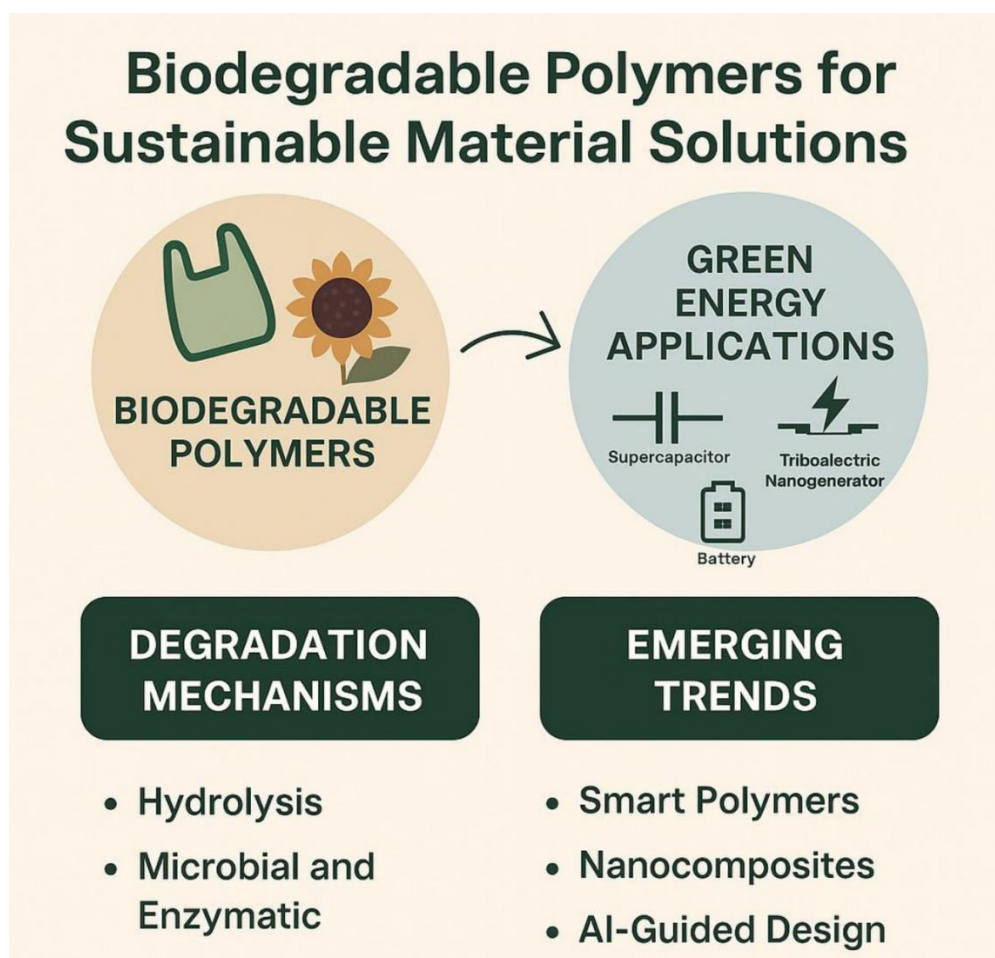 Biodegradable Polymers for
Sustainable Material Solutions
BIODEGRADABLE
POLYMERS
GREEN
ENERGY
APPLICATIONS
Supercapacitor
Triboalectric
Nanogenerator
Battery
DEGRADATION
MECHANISMS
• Hydrolysis
• Microbial and
Enzymatic
EMERGING
TRENDS
• Smart Polymers
• Nanocomposites
• AI-Guided Design